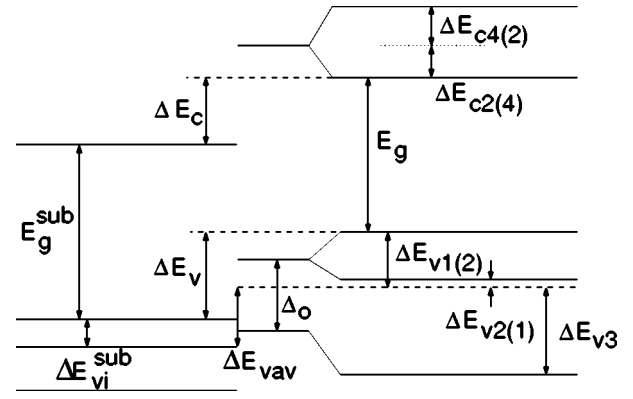 ΔE_c4(2)
ΔE_c2(4)
ΔE_c
E_g
E_g^sub
ΔE_v
ΔE_v1(2)
Δ_o
ΔE_v2(1)
ΔE_v3
ΔE_vi^sub
ΔE_vav